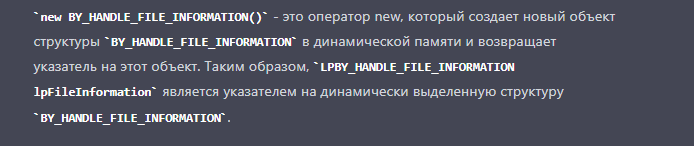 `new BY_HANDLE_FILE_INFORMATION()` - это оператор new, который создает новый объект
структуры `BY_HANDLE_FILE_INFORMATION` в динамической памяти и возвращает
указатель на этот объект. Таким образом, `LPBY_HANDLE_FILE_INFORMATION
lpFileInformation` является указателем на динамически выделенную структуру
`BY_HANDLE_FILE_INFORMATION`.